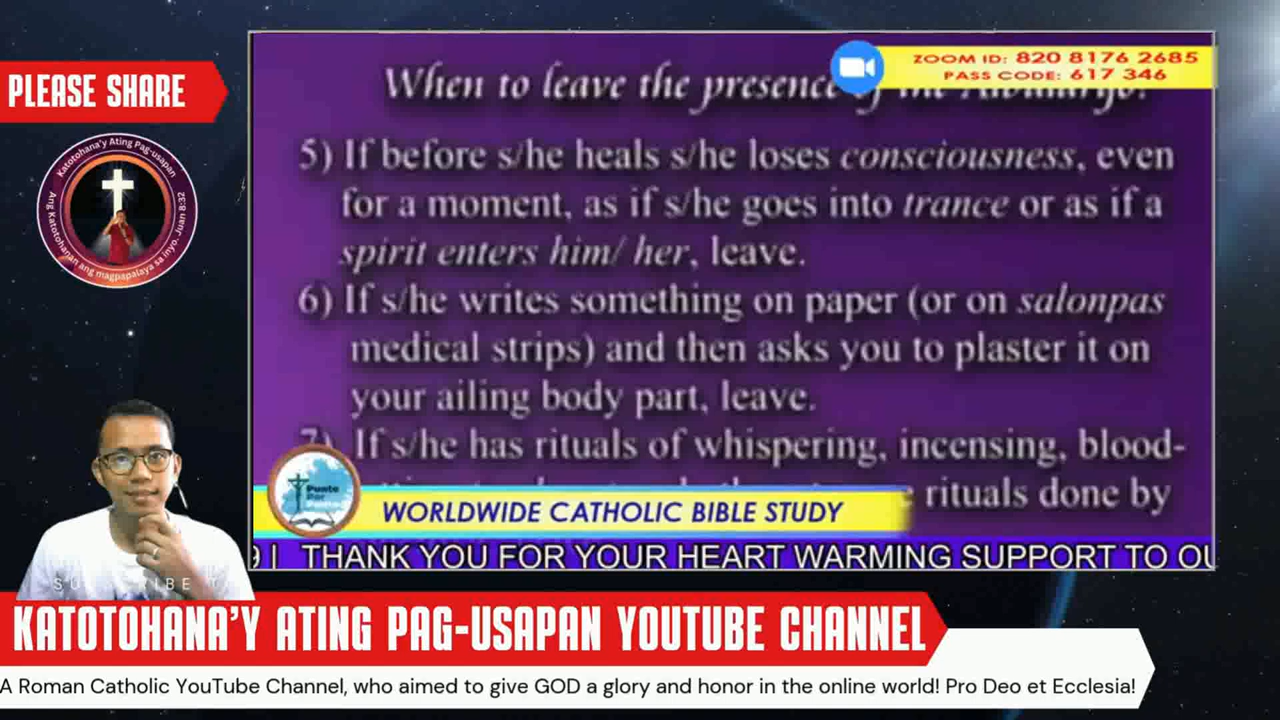 PLEASE SHARE
Katotohana'y Ating Pag-usapan
Ang Katotohanan ang magpapalaya sa inyo. Juan 8:32
ZOOM ID: 820 8176 2685
PASS CODE: 617 346
When to leave the presence of the
5) If before s/he heals s/he loses consciousness, even
for a moment, as if s/he goes into trance or as if a
spirit enters him/ her, leave.
6) If s/he writes something on paper (or on salonpas
medical strips) and then asks you to plaster it on
your ailing body part, leave.
7) If s/he has rituals of whispering, incensing, blood-
rituals done by
Punto
Por
WORLDWIDE CATHOLIC BIBLE STUDY
9 | THANK YOU FOR YOUR HEART WARMING SUPPORT TO OU
KATOTOHANA'Y ATING PAG-USAPAN YOUTUBE CHANNEL
A Roman Catholic YouTube Channel, who aimed to give GOD a glory and honor in the online world! Pro Deo et Ecclesia!